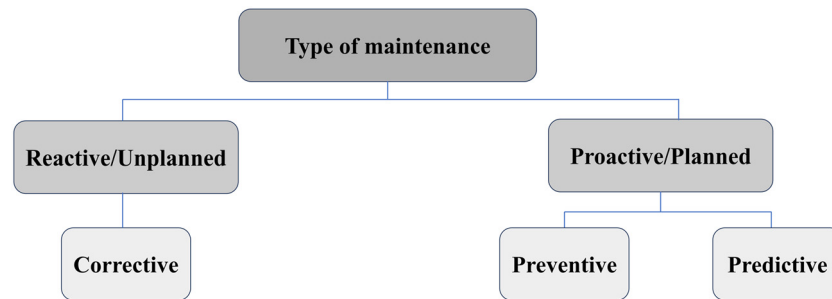 Type of maintenance
Reactive/Unplanned
Proactive/Planned
Corrective
Preventive
Predictive